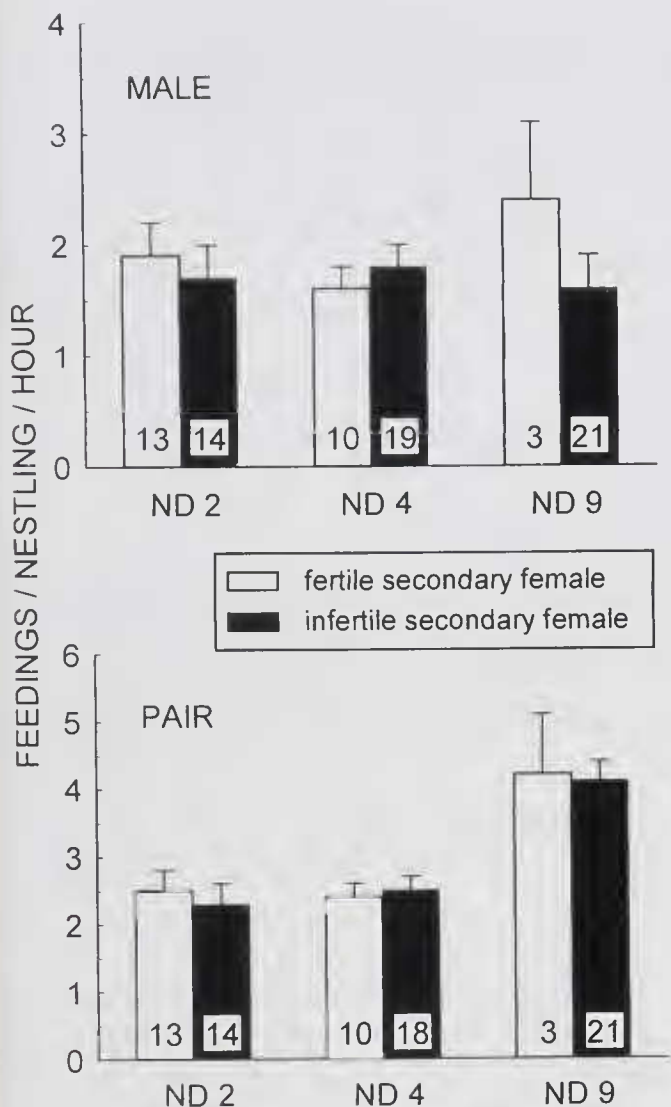 4
MALE
3
2
1
13 14 10 19 3 21
0
ND 2 ND 4 ND 9
FEEDINGS / NESTLING / HOUR
fertile secondary female
infertile secondary female
6
PAIR
5
4
3
2
1
13 14 10 18 3 21
0
ND 2 ND 4 ND 9